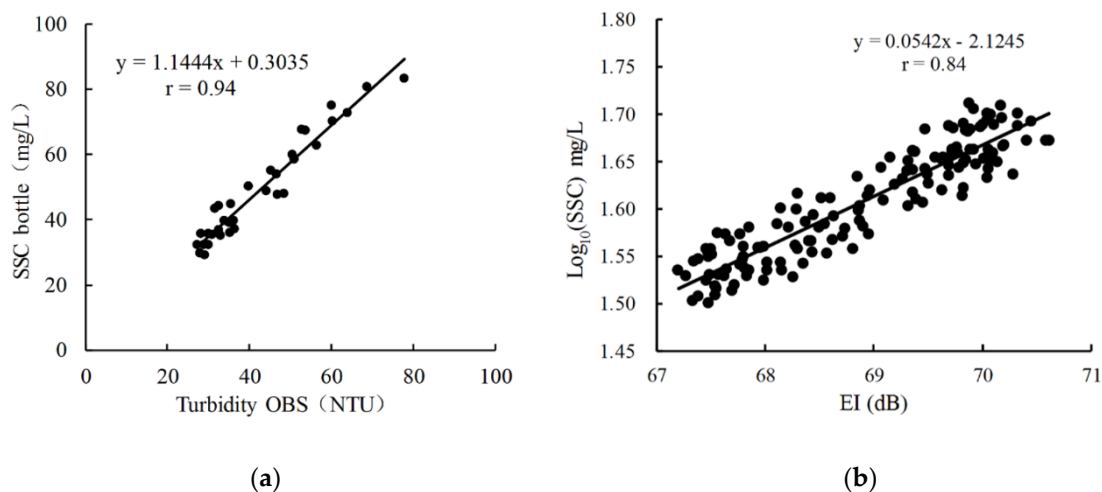 100
80
60
40
20
0
SSC bottle（mg/L）
y = 1.1444x + 0.3035
r = 0.94
0 20 40 60 80 100
Turbidity OBS（NTU）
(a)
1.80
1.75
1.70
1.65
1.60
1.55
1.50
1.45
Log₁₀(SSC) mg/L
y = 0.0542x - 2.1245
r = 0.84
67 68 69 70 71
EI (dB)
(b)